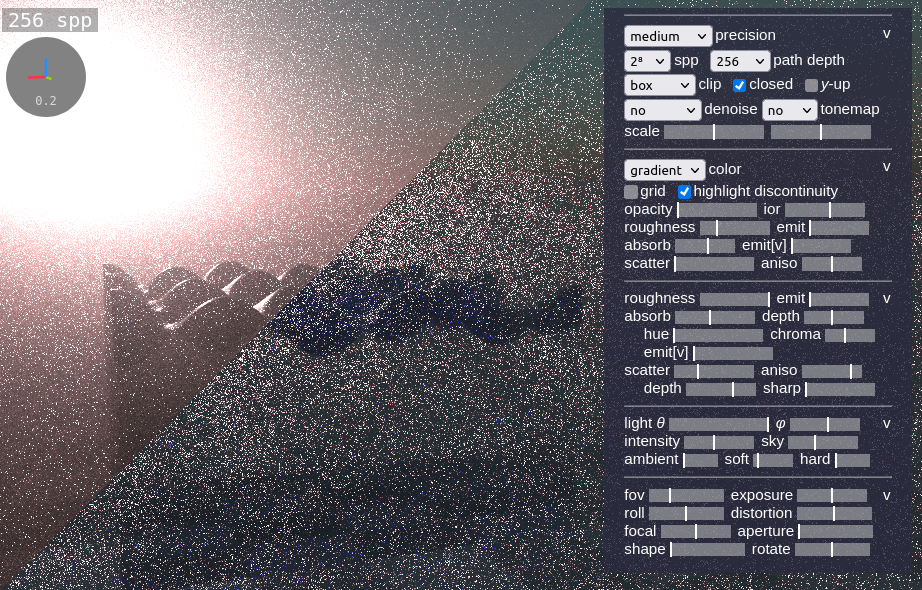 256 spp
0.2
medium precision v
2⁸ spp 256 path depth
box clip closed y-up
no denoise no tonemap
scale
gradient color v
grid highlight discontinuity
opacity ior
roughness emit
absorb emit[v]
scatter aniso
roughness emit v
absorb depth
hue chroma
emit[v]
scatter aniso
depth sharp
light θ φ v
intensity sky
ambient soft hard
fov exposure v
roll distortion
focal aperture
shape rotate